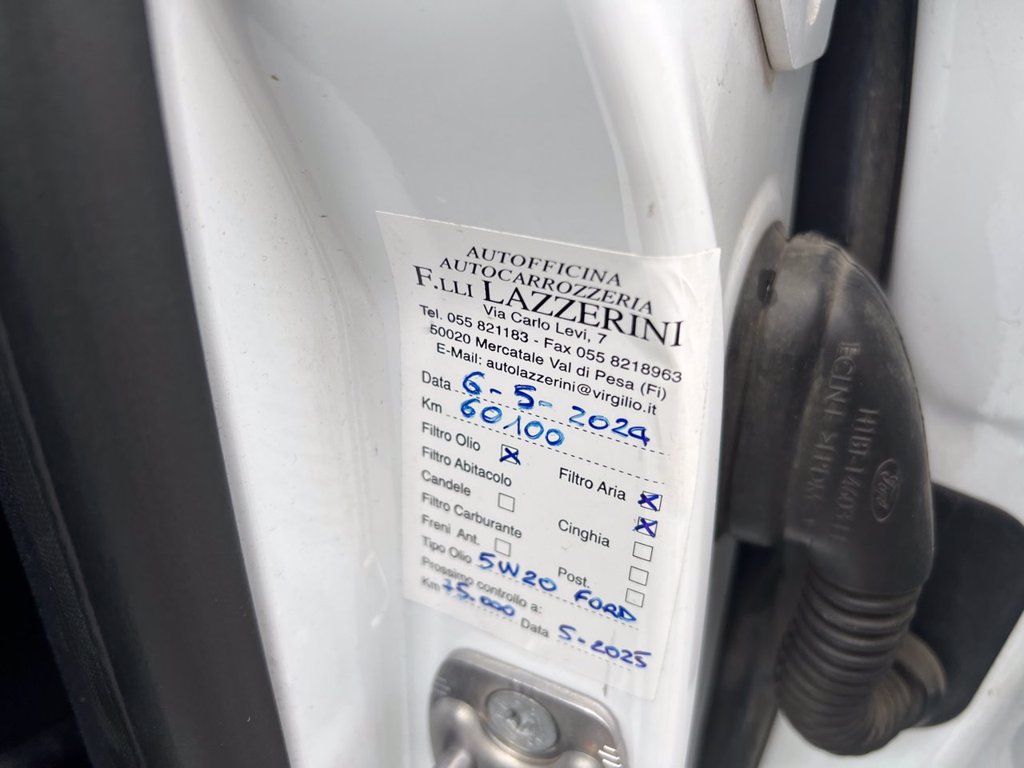 AUTOFFICINA
AUTOCARROZZERIA
F.LLI LAZZERINI
Via Carlo Levi, 7
Tel. 055 821183 - Fax 055 8218963
50020 Mercatale Val di Pesa (Fi)
E-Mail: autolazzerini@virgilio.it
Data 6-5-2024
Km 60100
Filtro Olio Filtro Aria
Filtro Abitacolo
Candele Cinghia
Filtro Carburante
Freni Ant. Post.
Tipo Olio 5W20 FORD
Prossimo controllo a:
Km 75.000 Data 5-2025
Ford